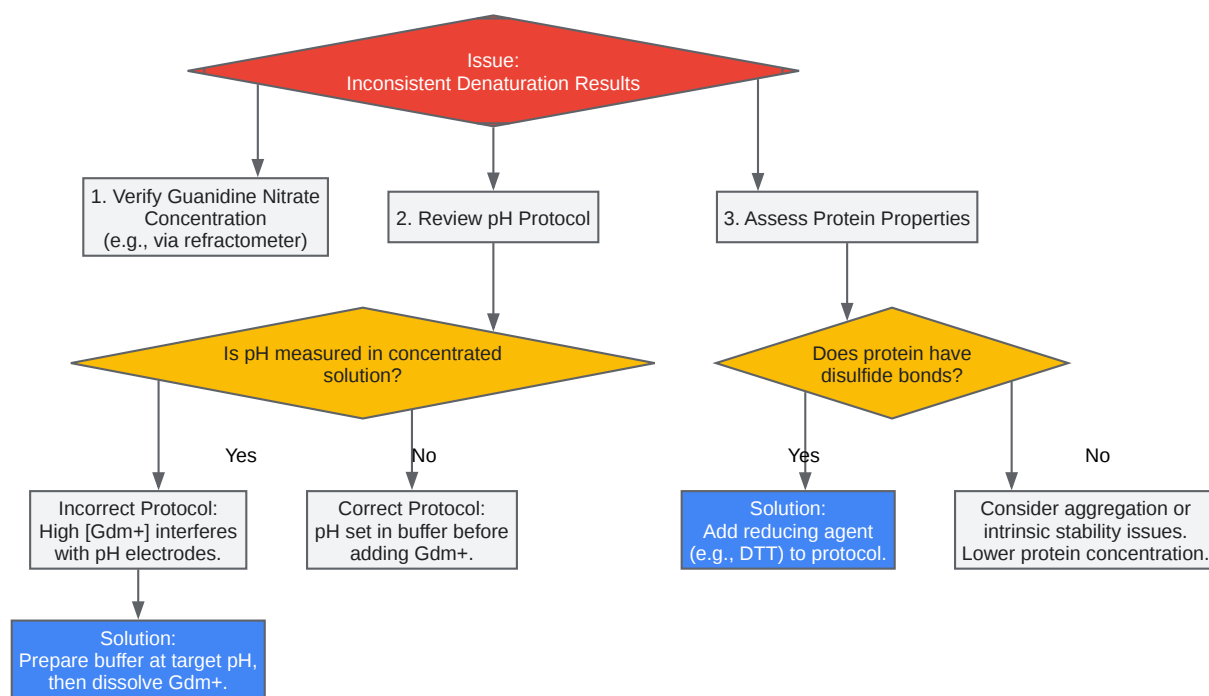 Issue:
Inconsistent Denaturation Results
1. Verify Guanidine Nitrate
Concentration
(e.g., via refractometer)
2. Review pH Protocol
3. Assess Protein Properties
Is pH measured in concentrated
solution?
Does protein have
disulfide bonds?
Yes
No
Yes
No
Incorrect Protocol:
High [Gdm+] interferes
with pH electrodes.
Correct Protocol:
pH set in buffer before
adding Gdm+.
Solution:
Add reducing agent
(e.g., DTT) to protocol.
Consider aggregation or
intrinsic stability issues.
Lower protein concentration.
Solution:
Prepare buffer at target pH,
then dissolve Gdm+.